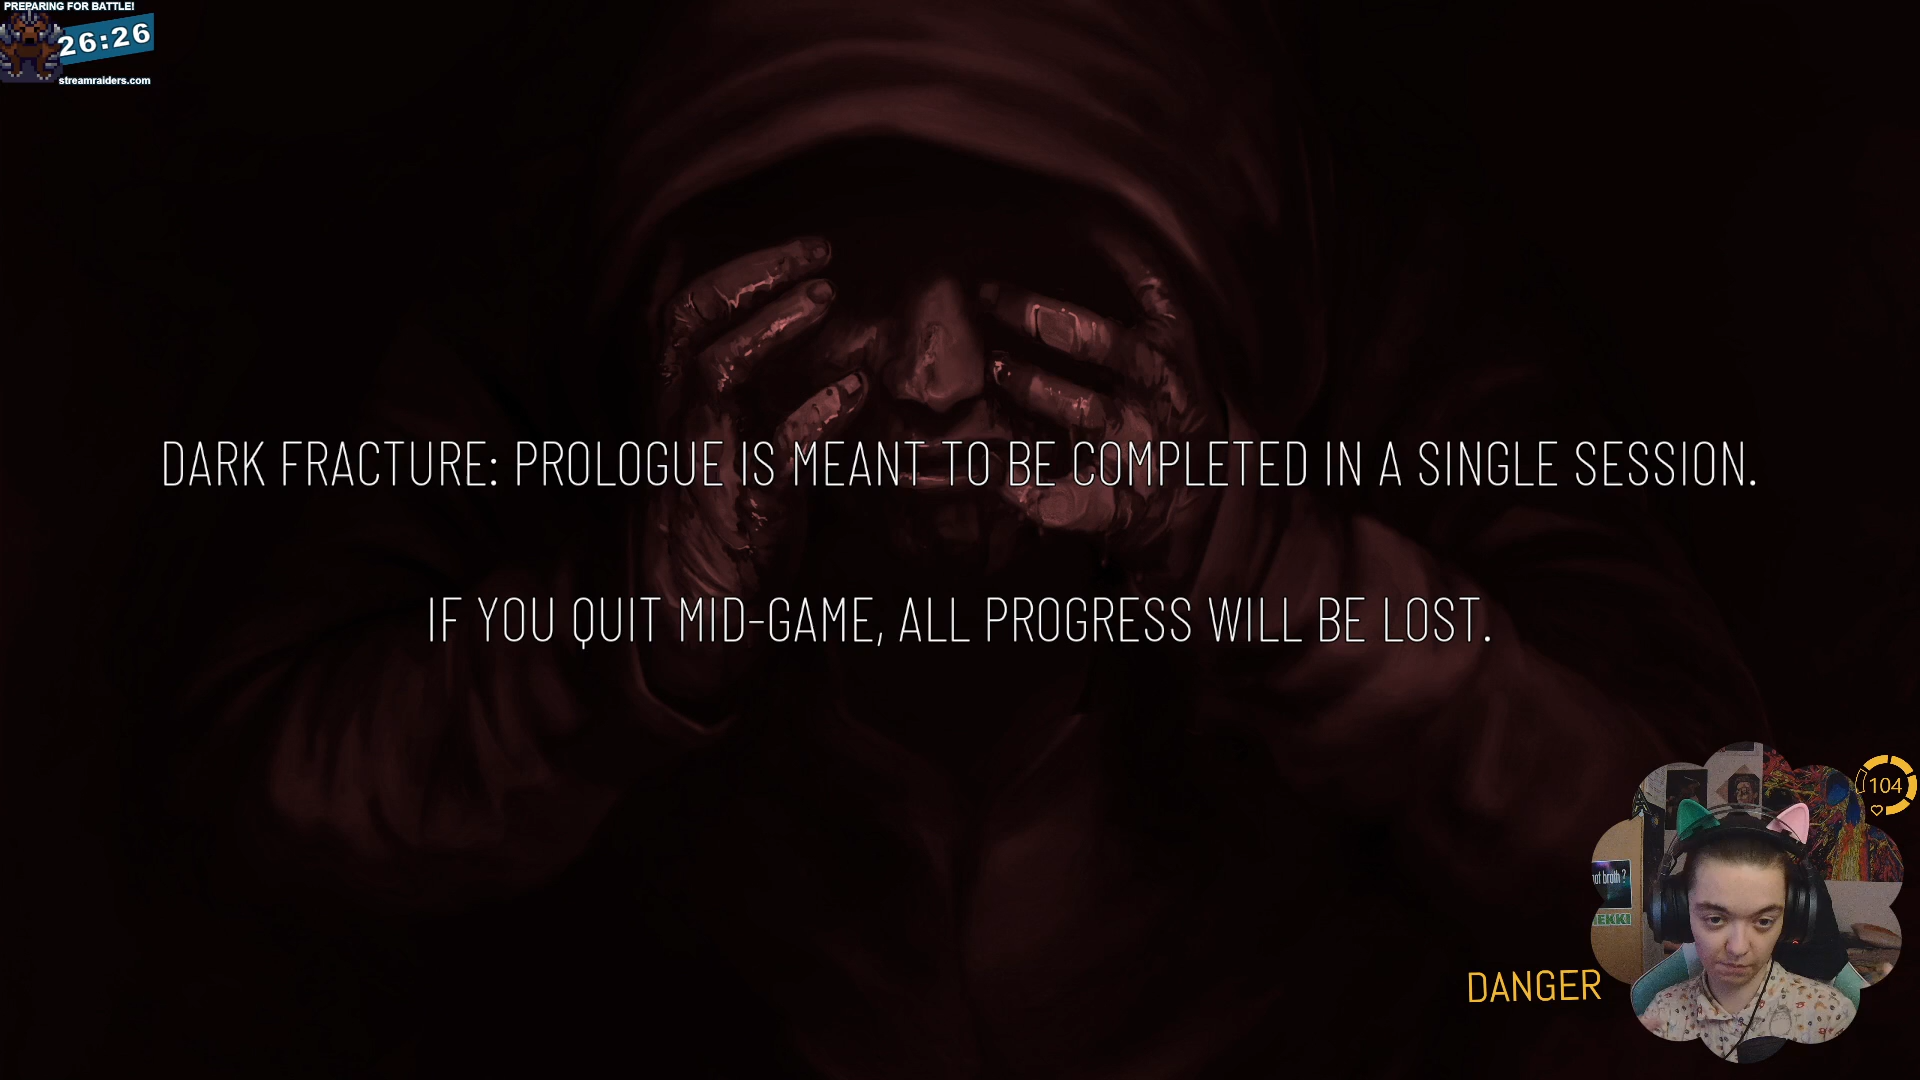 PREPARING FOR BATTLE!
26:26
streamraiders.com
DARK FRACTURE: PROLOGUE IS MEANT TO BE COMPLETED IN A SINGLE SESSION.
IF YOU QUIT MID-GAME, ALL PROGRESS WILL BE LOST.
104
broth?
DANGER